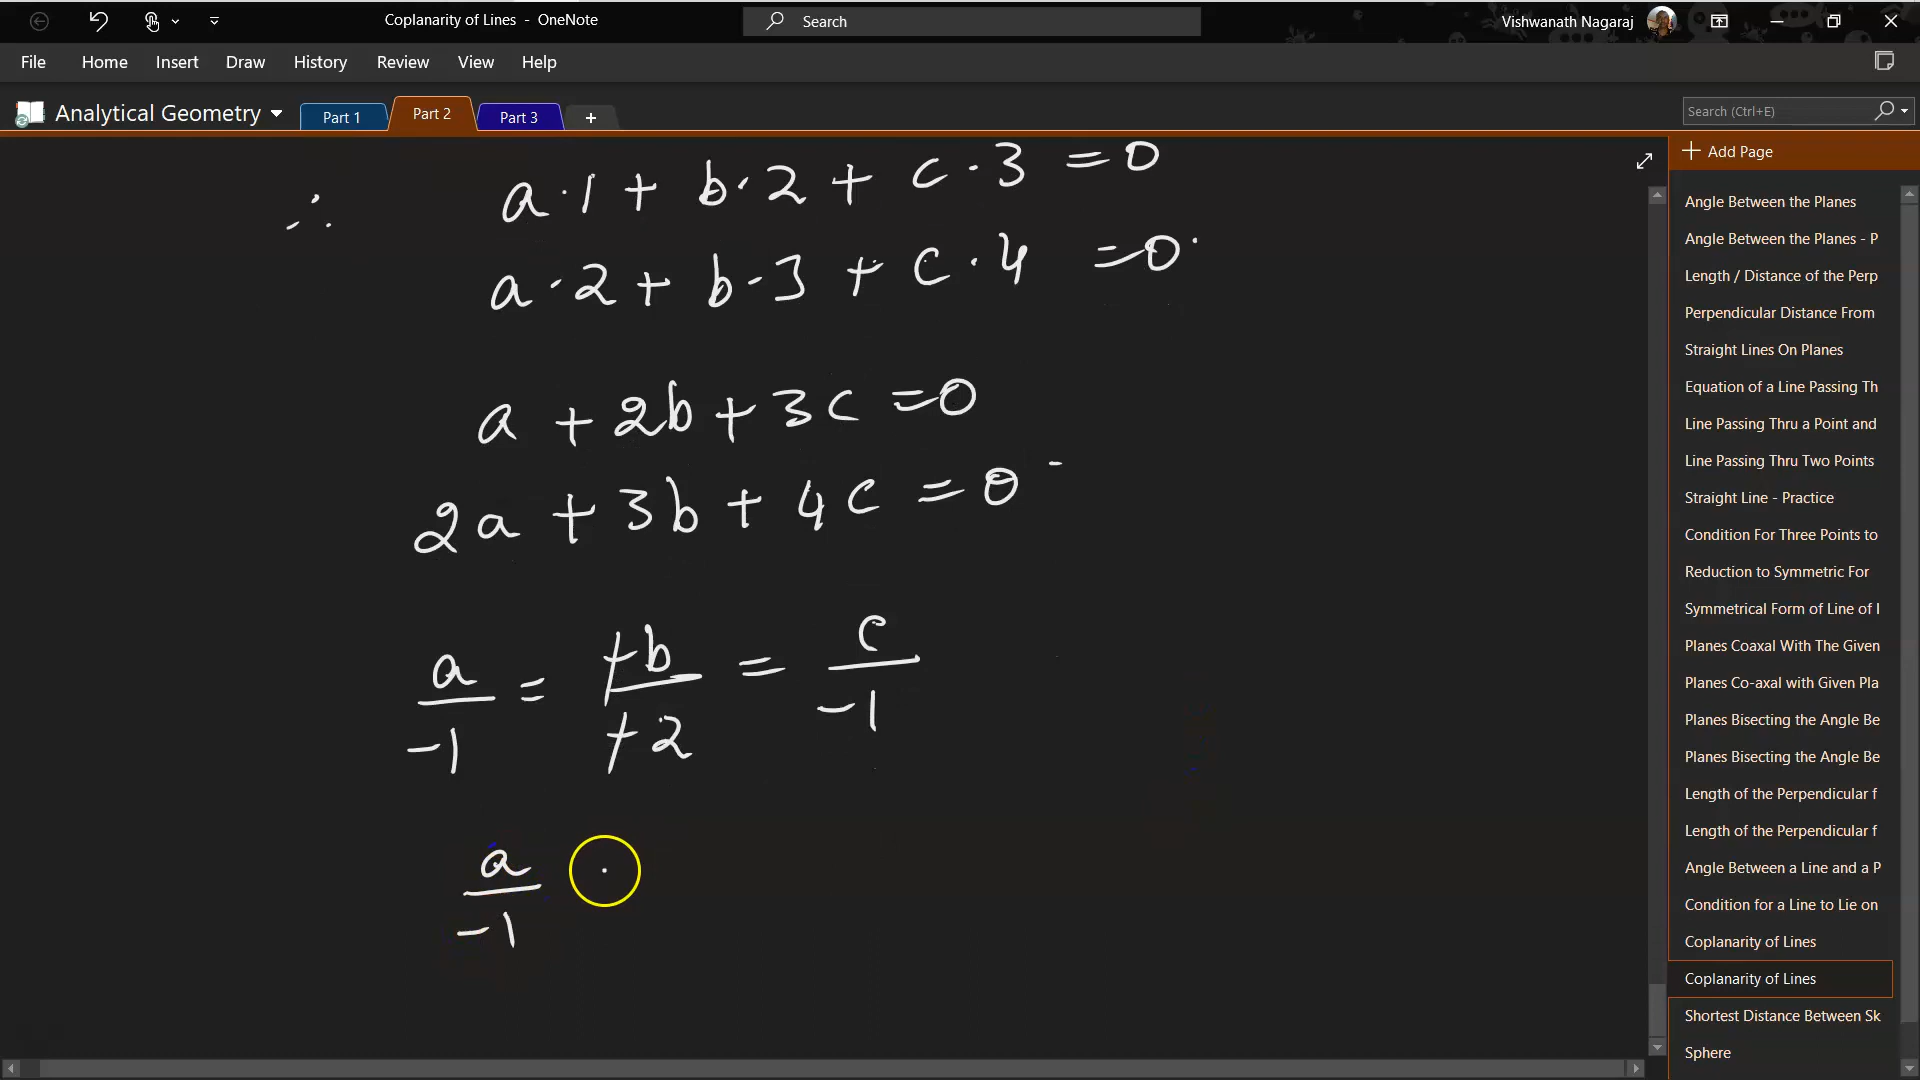 Coplanarity of Lines - OneNote
Search
Vishwanath Nagaraj
File Home Insert Draw History Review View Help
Analytical Geometry Part 1 Part 2 Part 3 +
Search (Ctrl+E)
Add Page
∴ a·1 + b·2 + c·3 = 0
a·2 + b·3 + c·4 = 0
a + 2b + 3c = 0
2a + 3b + 4c = 0
a/-1 = -b/-2 = c/-1
a/-1
Angle Between the Planes
Angle Between the Planes - P
Length / Distance of the Perp
Perpendicular Distance From
Straight Lines On Planes
Equation of a Line Passing Th
Line Passing Thru a Point and
Line Passing Thru Two Points
Straight Line - Practice
Condition For Three Points to
Reduction to Symmetric For
Symmetrical Form of Line of I
Planes Coaxal With The Given
Planes Co-axal with Given Pla
Planes Bisecting the Angle Be
Planes Bisecting the Angle Be
Length of the Perpendicular f
Length of the Perpendicular f
Angle Between a Line and a P
Condition for a Line to Lie on
Coplanarity of Lines
Coplanarity of Lines
Shortest Distance Between Sk
Sphere